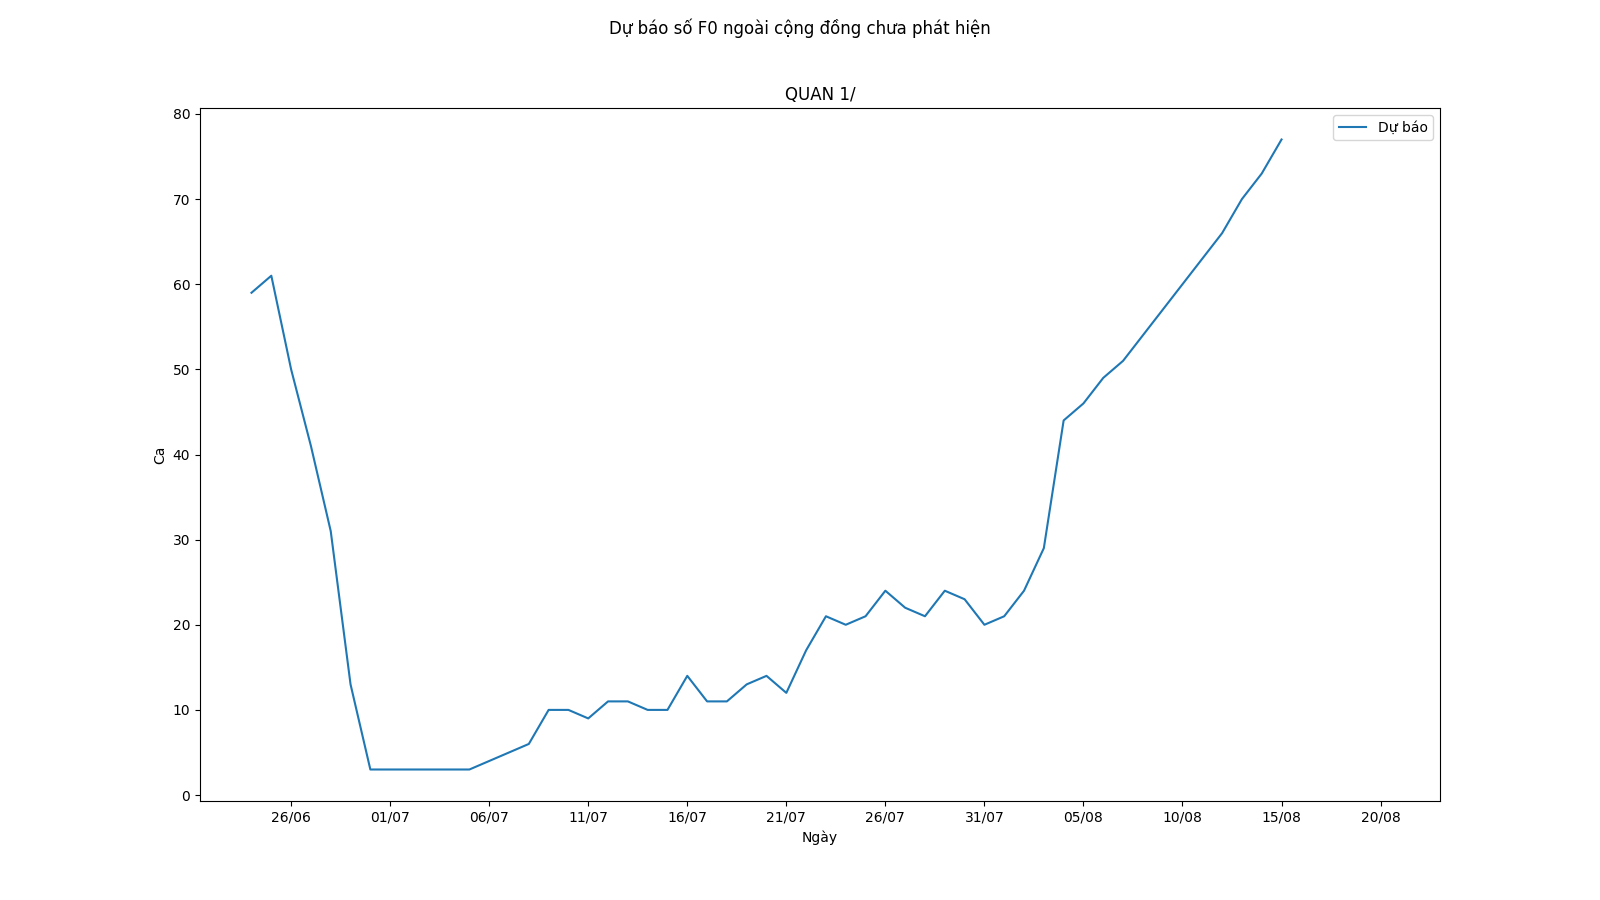 Dự báo số F0 ngoài cộng đồng chưa phát hiện
QUAN 1/
Dự báo
80
70
60
50
40
30
20
10
0
Ca
26/06 01/07 06/07 11/07 16/07 21/07 26/07 31/07 05/08 10/08 15/08 20/08
Ngày